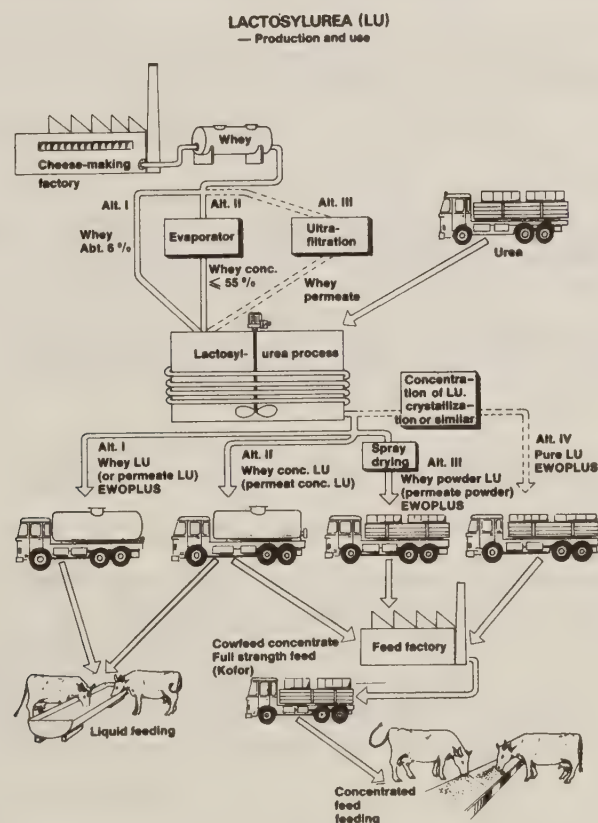 LACTOSYLUREA (LU)
— Production and use
Whey
Cheese-making
factory
Alt. I
Alt. II
Alt. III
Whey
Abt. 6 %
Evaporator
Ultra-
filtration
Urea
Whey conc.
⩽ 55 %
Whey
permeate
Lactosyl-
urea process
Concentra-
tion of LU.
crystalliza-
tion or similar
Alt. I
Whey LU
(or permeate LU)
EWOPLUS
Alt. II
Whey conc. LU
(permeat conc. LU)
Spray
drying
Alt. III
Whey powder LU
(permeate powder)
EWOPLUS
Alt. IV
Pure LU
EWOPLUS
Cowfeed concentrate
Full strength feed
(Kofor)
Feed factory
Liquid feeding
Concentrated
feed
feeding